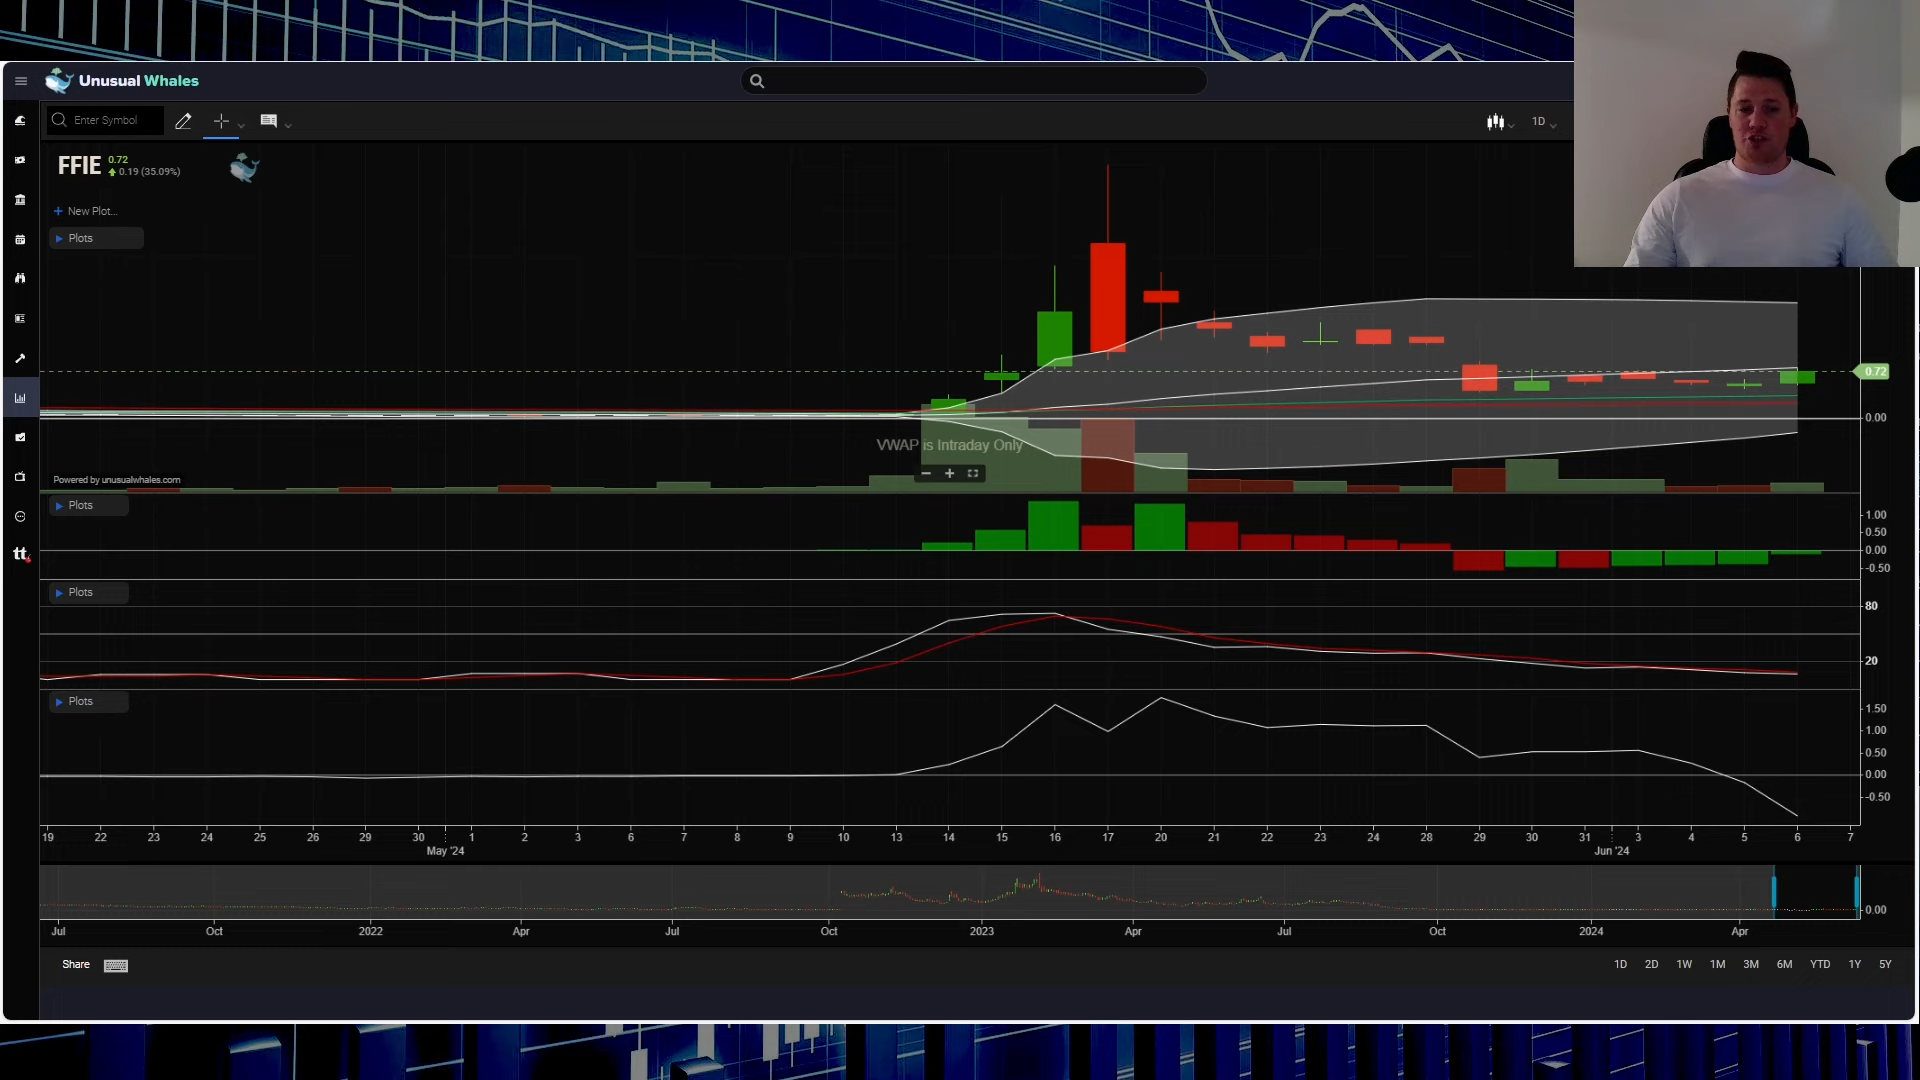 Unusual Whales
Enter Symbol
1D
FFIE
0.72
0.19 (35.09%)
+ New Plot...
Plots
0.72
0.00
VWAP is Intraday Only
Powered by unusualwhales.com
Plots
1.00
0.50
0.00
-0.50
Plots
80
20
Plots
1.50
1.00
0.50
0.00
-0.50
19 22 23 24 25 26 29 30 1 2 3 6 7 8 9 10 13 14 15 16 17 20 21 22 23 24 28 29 30 31 3 4 5 6 7
May '24 Jun '24
0.00
Jul Oct 2022 Apr Jul Oct 2023 Apr Jul Oct 2024 Apr
Share 1D 2D 1W 1M 3M 6M YTD 1Y 5Y
tt